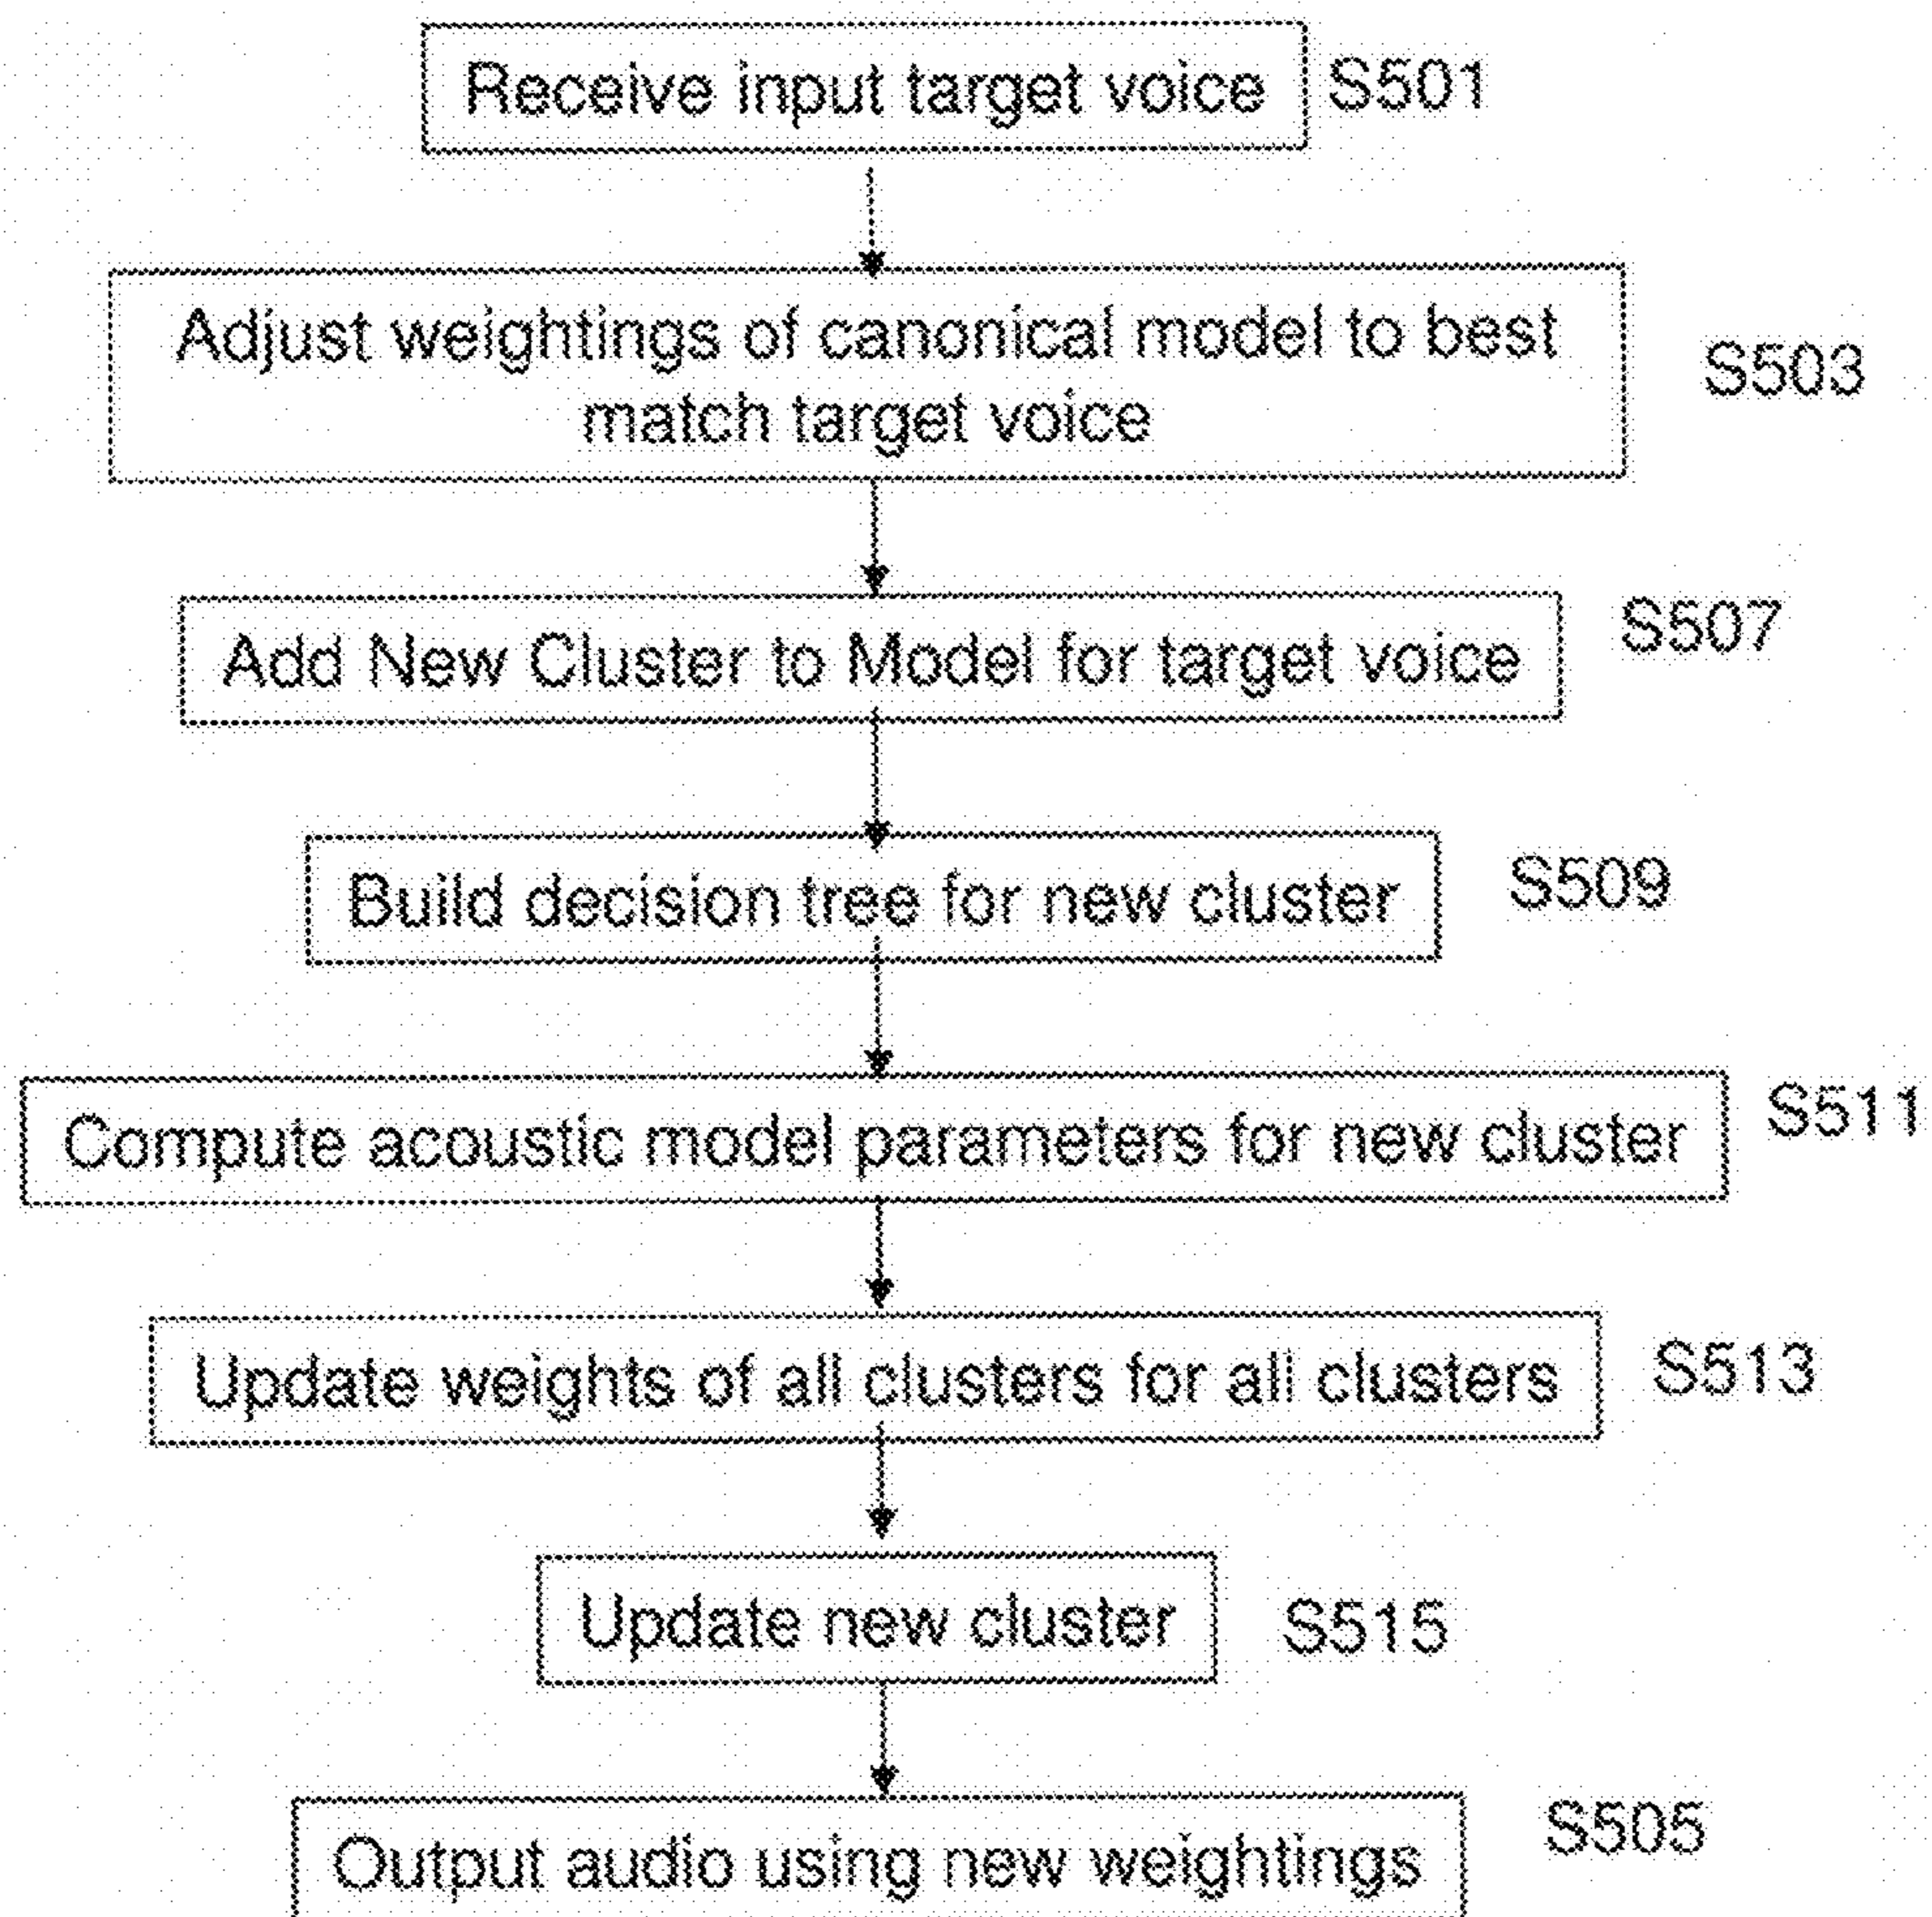 Receive input target voice S501
Adjust weightings of canonical model to best
match target voice
S503
Add New Cluster to Model for target voice
S507
Build decision tree for new cluster
S509
Compute acoustic model parameters for new cluster
S511
Update weights of all clusters for all clusters
S513
Update new cluster
S515
Output audio using new weightings
S505